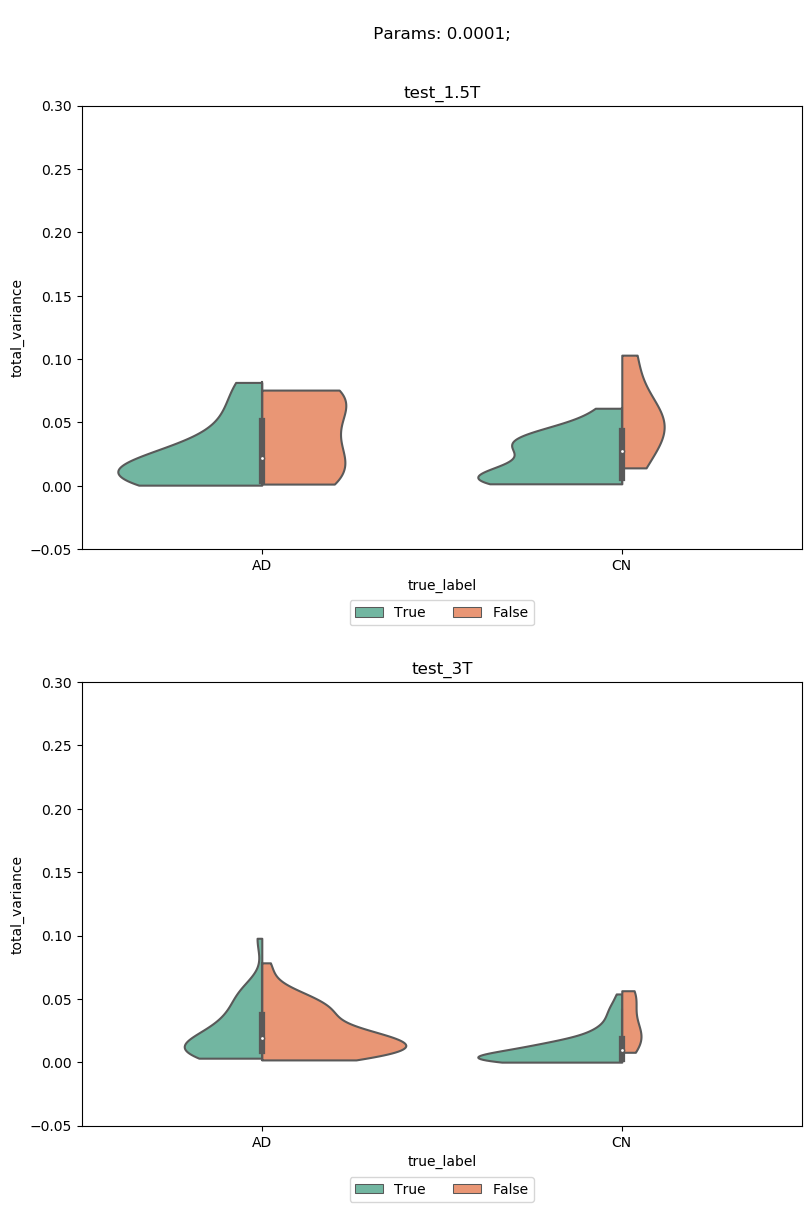 Params: 0.0001;
test_1.5T
0.30
0.25
0.20
0.15
0.10
0.05
0.00
−0.05
total_variance
AD CN
true_label
True False
test_3T
0.30
0.25
0.20
0.15
0.10
0.05
0.00
−0.05
total_variance
AD CN
true_label
True False